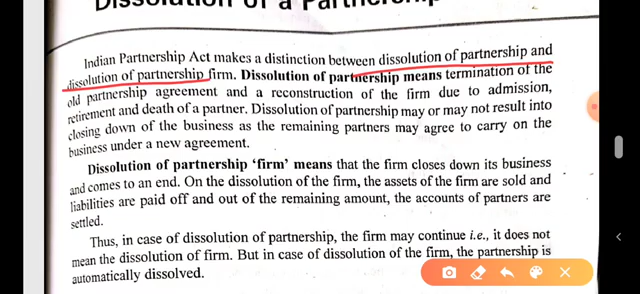 Dissolution of a Partnership
Indian Partnership Act makes a distinction between dissolution of partnership and
dissolution of partnership firm. Dissolution of partnership means termination of the
old partnership agreement and a reconstruction of the firm due to admission,
retirement and death of a partner. Dissolution of partnership may or may not result into
closing down of the business as the remaining partners may agree to carry on the
business under a new agreement.
Dissolution of partnership ‘firm’ means that the firm closes down its business
and comes to an end. On the dissolution of the firm, the assets of the firm are sold and
liabilities are paid off and out of the remaining amount, the accounts of partners are
settled.
Thus, in case of dissolution of partnership, the firm may continue i.e., it does not
mean the dissolution of firm. But in case of dissolution of the firm, the partnership is
automatically dissolved.